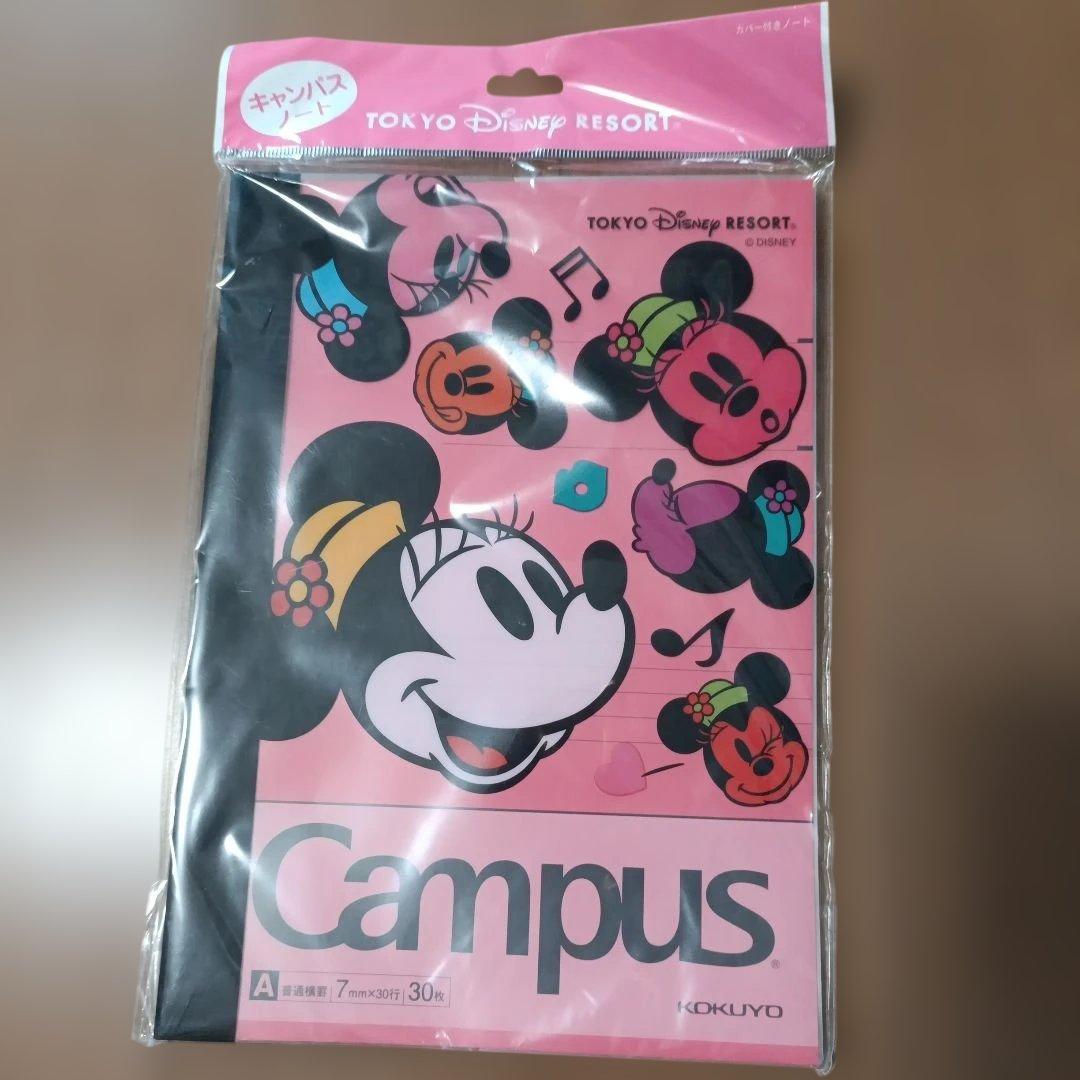 カバー付きノート
キャンパス
ノート
TOKYO Disney RESORT®
TOKYO Disney RESORT®
© DISNEY
Campus®
A 普通横罫 7mm×30行 30枚
KOKUYO